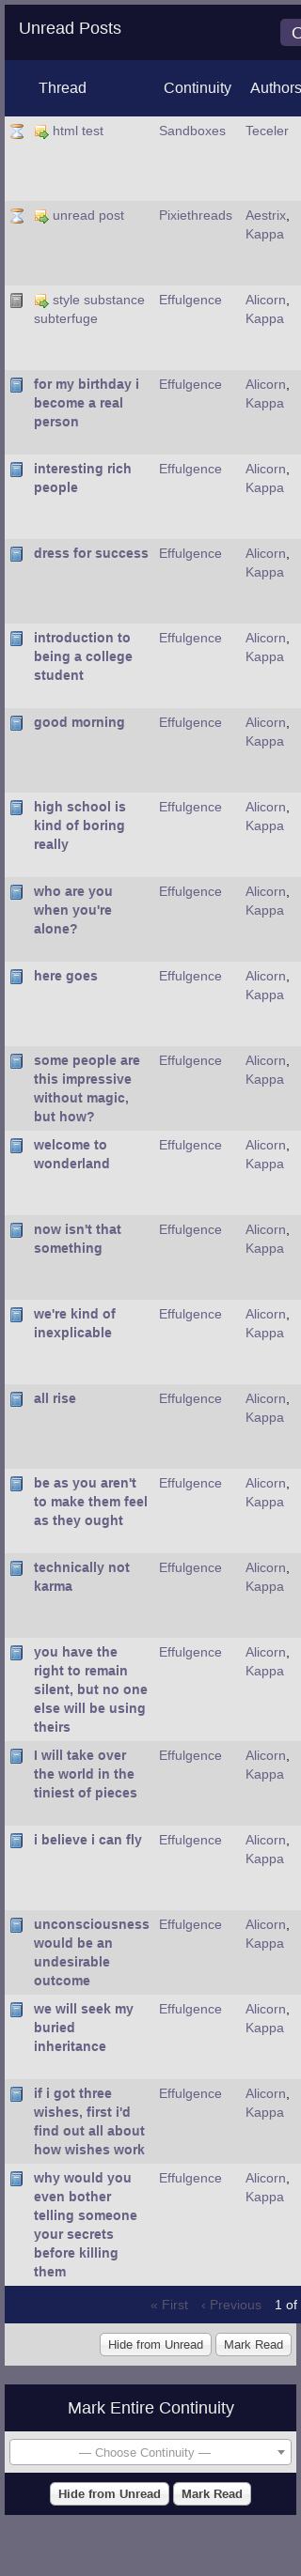 Unread Posts
Thread Continuity Authors
html test Sandboxes Teceler
unread post Pixiethreads Aestrix,
Kappa
style substance Effulgence Alicorn,
subterfuge Kappa
for my birthday i Effulgence Alicorn,
become a real Kappa
person
interesting rich Effulgence Alicorn,
people Kappa
dress for success Effulgence Alicorn,
Kappa
introduction to Effulgence Alicorn,
being a college Kappa
student
good morning Effulgence Alicorn,
Kappa
high school is Effulgence Alicorn,
kind of boring Kappa
really
who are you Effulgence Alicorn,
when you're Kappa
alone?
here goes Effulgence Alicorn,
Kappa
some people are Effulgence Alicorn,
this impressive Kappa
without magic,
but how?
welcome to Effulgence Alicorn,
wonderland Kappa
now isn't that Effulgence Alicorn,
something Kappa
we're kind of Effulgence Alicorn,
inexplicable Kappa
all rise Effulgence Alicorn,
Kappa
be as you aren't Effulgence Alicorn,
to make them feel Kappa
as they ought
technically not Effulgence Alicorn,
karma Kappa
you have the Effulgence Alicorn,
right to remain Kappa
silent, but no one
else will be using
theirs
I will take over Effulgence Alicorn,
the world in the Kappa
tiniest of pieces
i believe i can fly Effulgence Alicorn,
Kappa
unconsciousness Effulgence Alicorn,
would be an Kappa
undesirable
outcome
we will seek my Effulgence Alicorn,
buried Kappa
inheritance
if i got three Effulgence Alicorn,
wishes, first i'd Kappa
find out all about
how wishes work
why would you Effulgence Alicorn,
even bother Kappa
telling someone
your secrets
before killing
them
« First ‹ Previous 1 of
Hide from Unread Mark Read
Mark Entire Continuity
— Choose Continuity —
Hide from Unread Mark Read